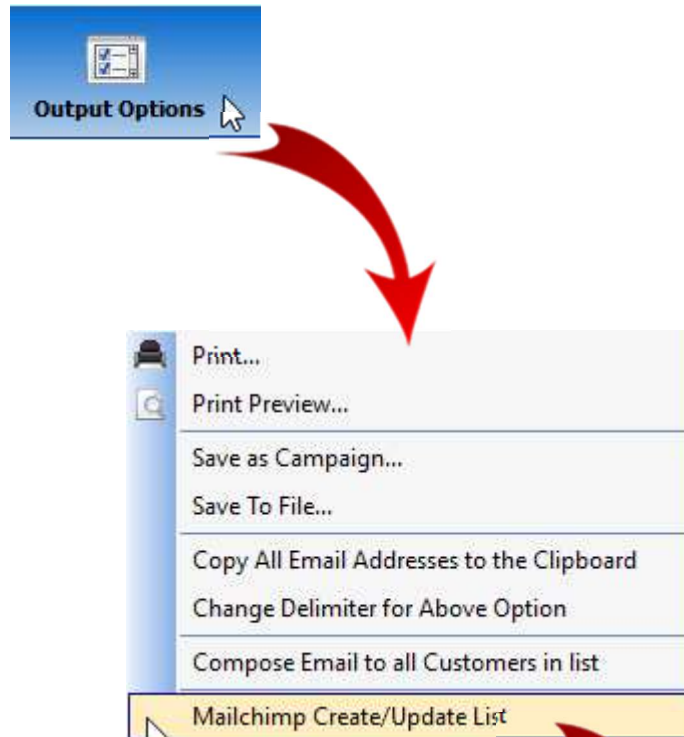 Output Options
Print...
Print Preview...
Save as Campaign...
Save To File...
Copy All Email Addresses to the Clipboard
Change Delimiter for Above Option
Compose Email to all Customers in list
Mailchimp Create/Update List